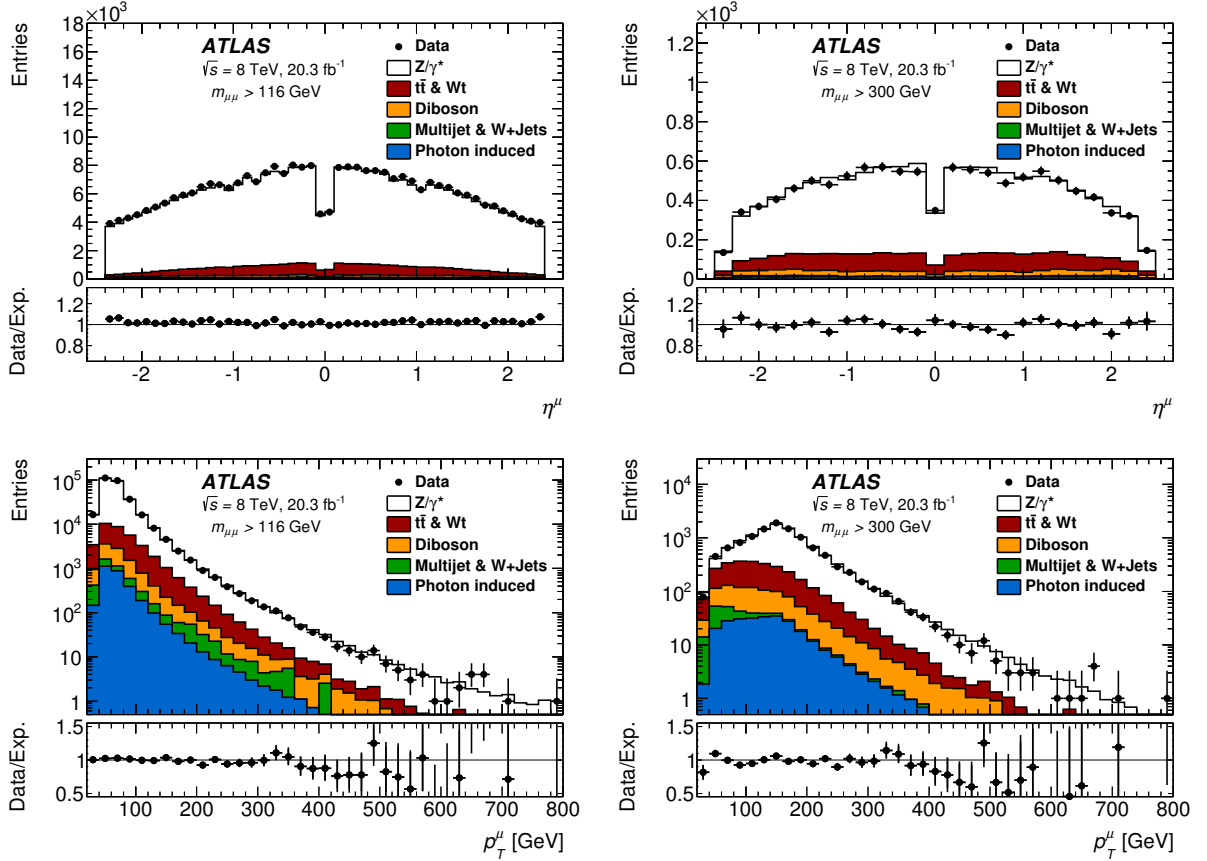 ×10³
Entries
18
16
14
12
10
8
6
4
2
0
ATLAS
√s = 8 TeV, 20.3 fb⁻¹
m_μμ > 116 GeV
Data
Z/γ*
tt̄ & Wt
Diboson
Multijet & W+Jets
Photon induced
Data/Exp.
1.2
1
0.8
-2 -1 0 1 2
η^μ
×10³
Entries
1.2
1
0.8
0.6
0.4
0.2
0
ATLAS
√s = 8 TeV, 20.3 fb⁻¹
m_μμ > 300 GeV
Data
Z/γ*
tt̄ & Wt
Diboson
Multijet & W+Jets
Photon induced
Data/Exp.
1.2
1
0.8
-2 -1 0 1 2
η^μ
Entries
10⁵
10⁴
10³
10²
10
1
ATLAS
√s = 8 TeV, 20.3 fb⁻¹
m_μμ > 116 GeV
Data
Z/γ*
tt̄ & Wt
Diboson
Multijet & W+Jets
Photon induced
Data/Exp.
1.5
1
0.5
100 200 300 400 500 600 700 800
p_T^μ [GeV]
Entries
10⁴
10³
10²
10
1
ATLAS
√s = 8 TeV, 20.3 fb⁻¹
m_μμ > 300 GeV
Data
Z/γ*
tt̄ & Wt
Diboson
Multijet & W+Jets
Photon induced
Data/Exp.
1.5
1
0.5
100 200 300 400 500 600 700 800
p_T^μ [GeV]